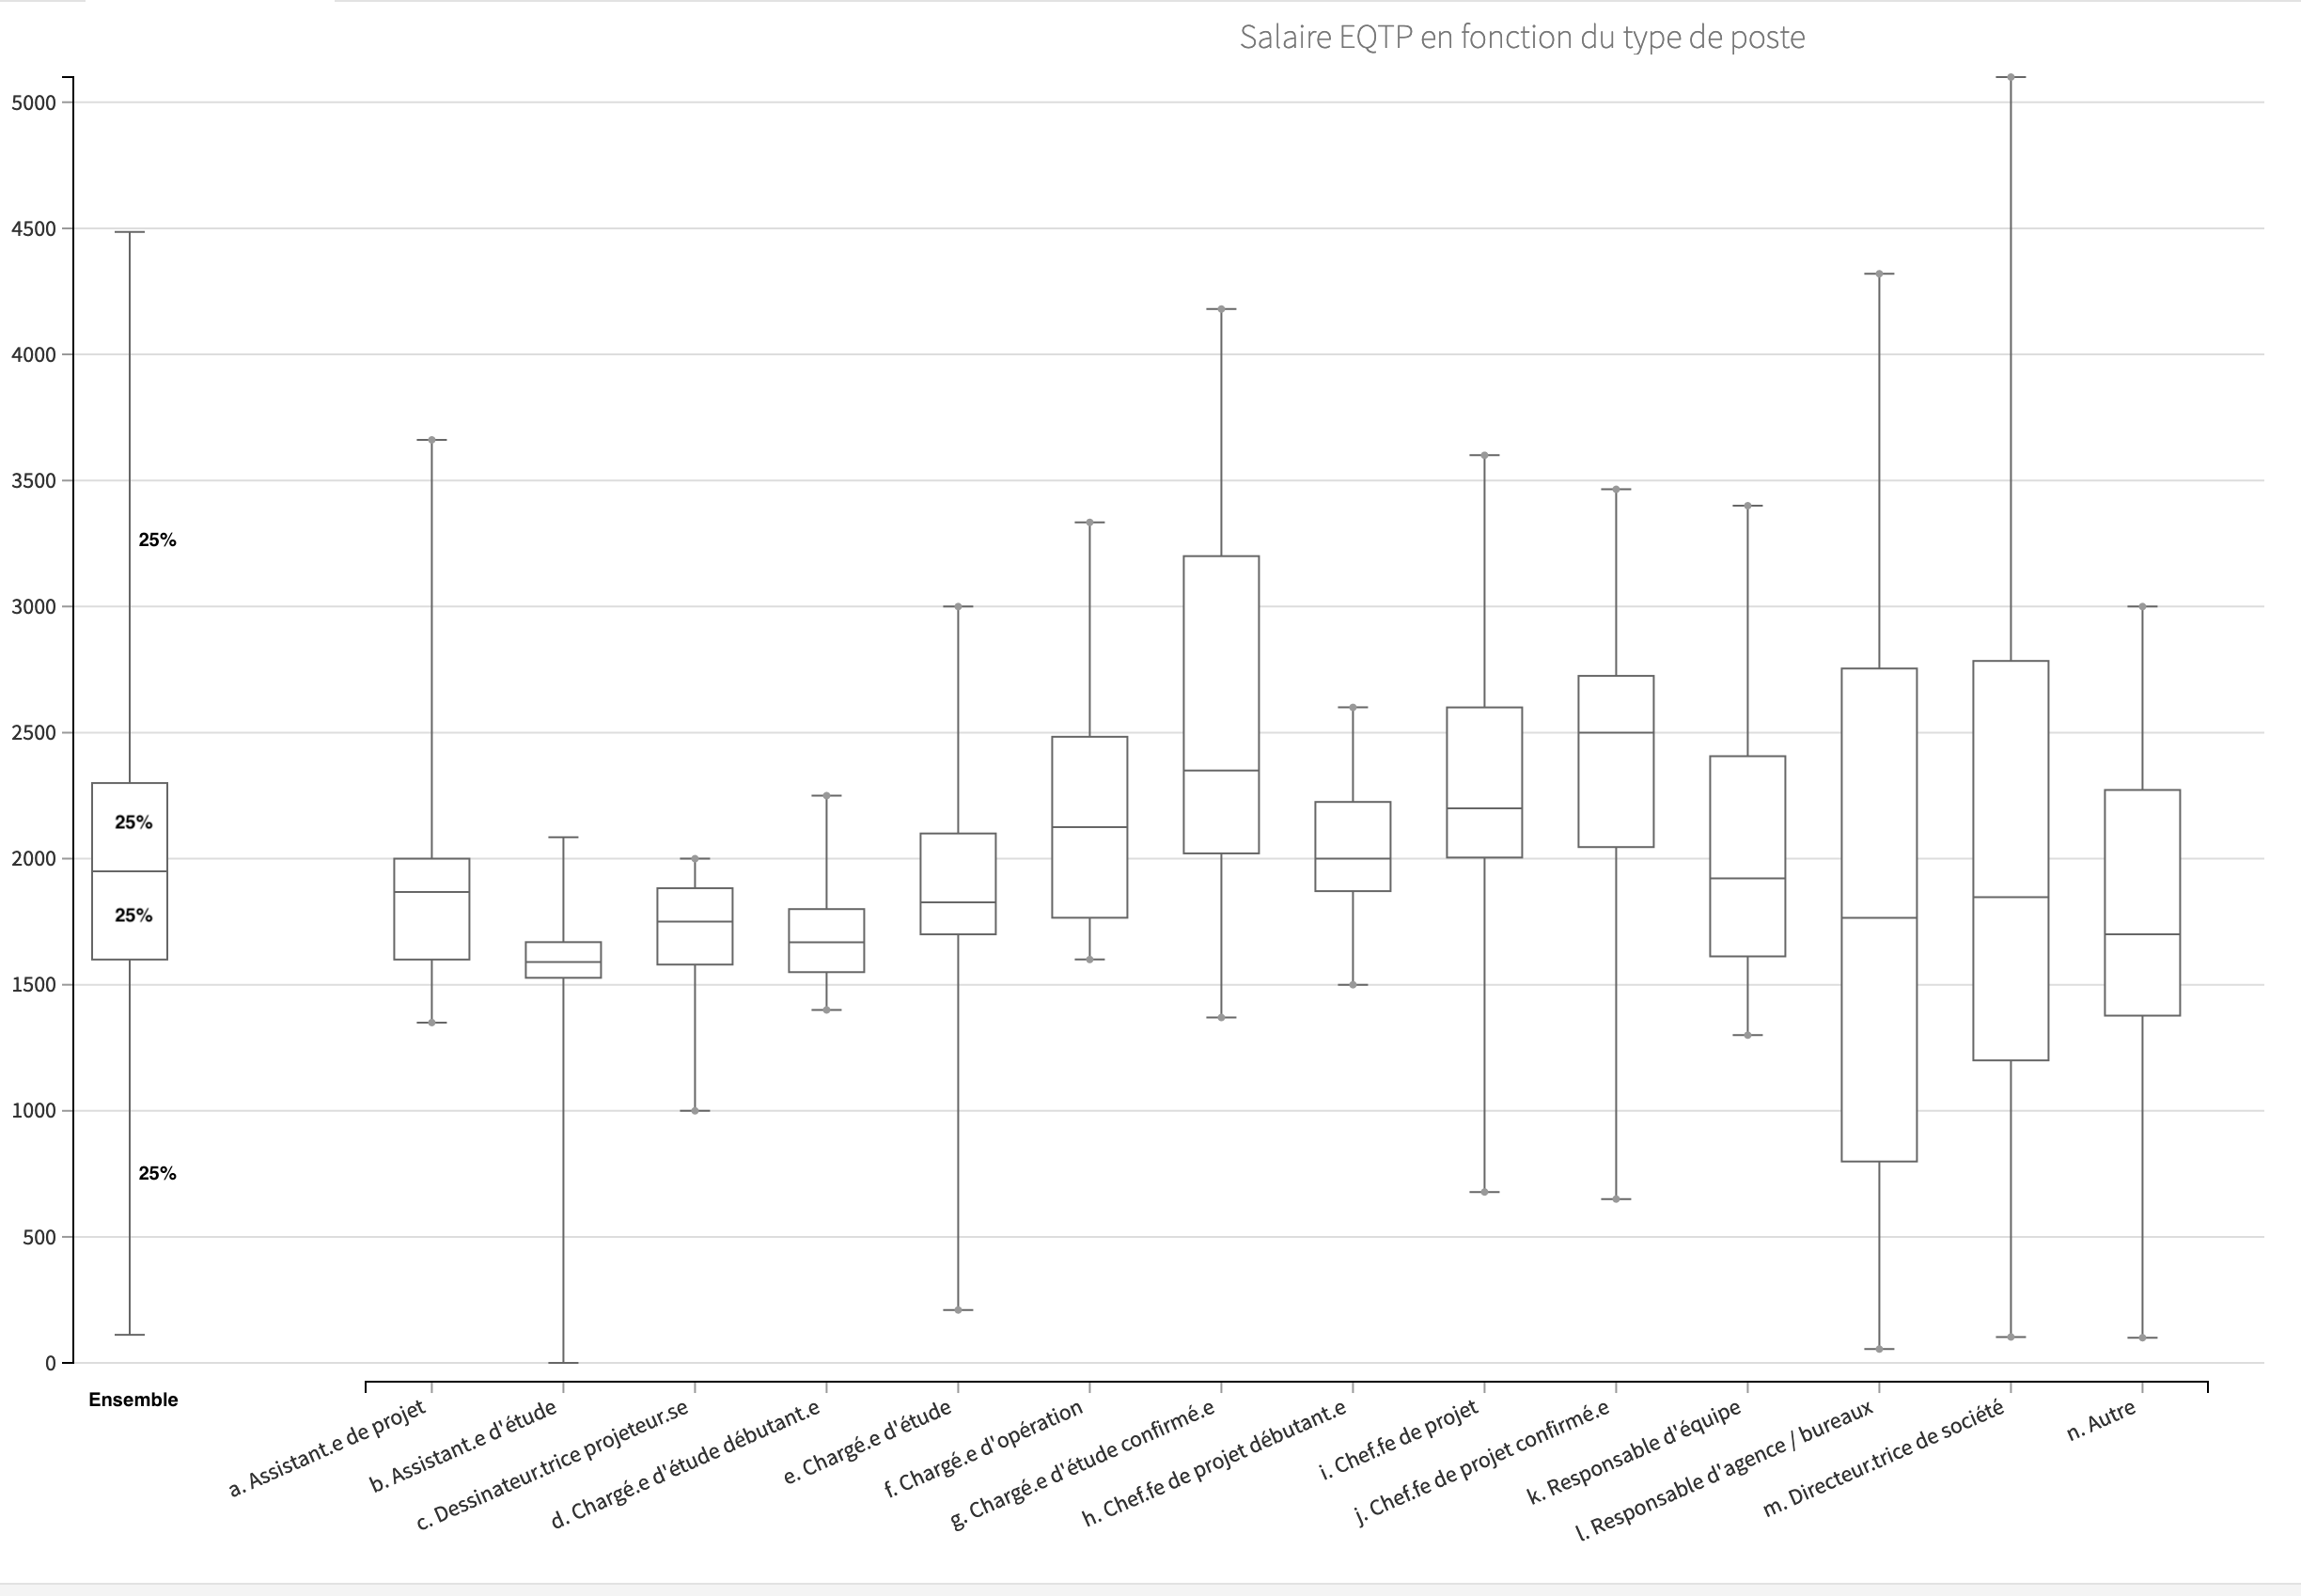 Salaire EQTP en fonction du type de poste
5000
4500
4000
3500
3000
2500
2000
1500
1000
500
0
25%
25%
25%
25%
Ensemble
a. Assistant.e de projet
b. Assistant.e d'étude
c. Dessinateur.trice projeteur.se
d. Chargé.e d'étude débutant.e
e. Chargé.e d'étude
f. Chargé.e d'opération
g. Chargé.e d'étude confirmé.e
h. Chef.fe de projet débutant.e
i. Chef.fe de projet
j. Chef.fe de projet confirmé.e
k. Responsable d'équipe
l. Responsable d'agence / bureaux
m. Directeur.trice de société
n. Autre